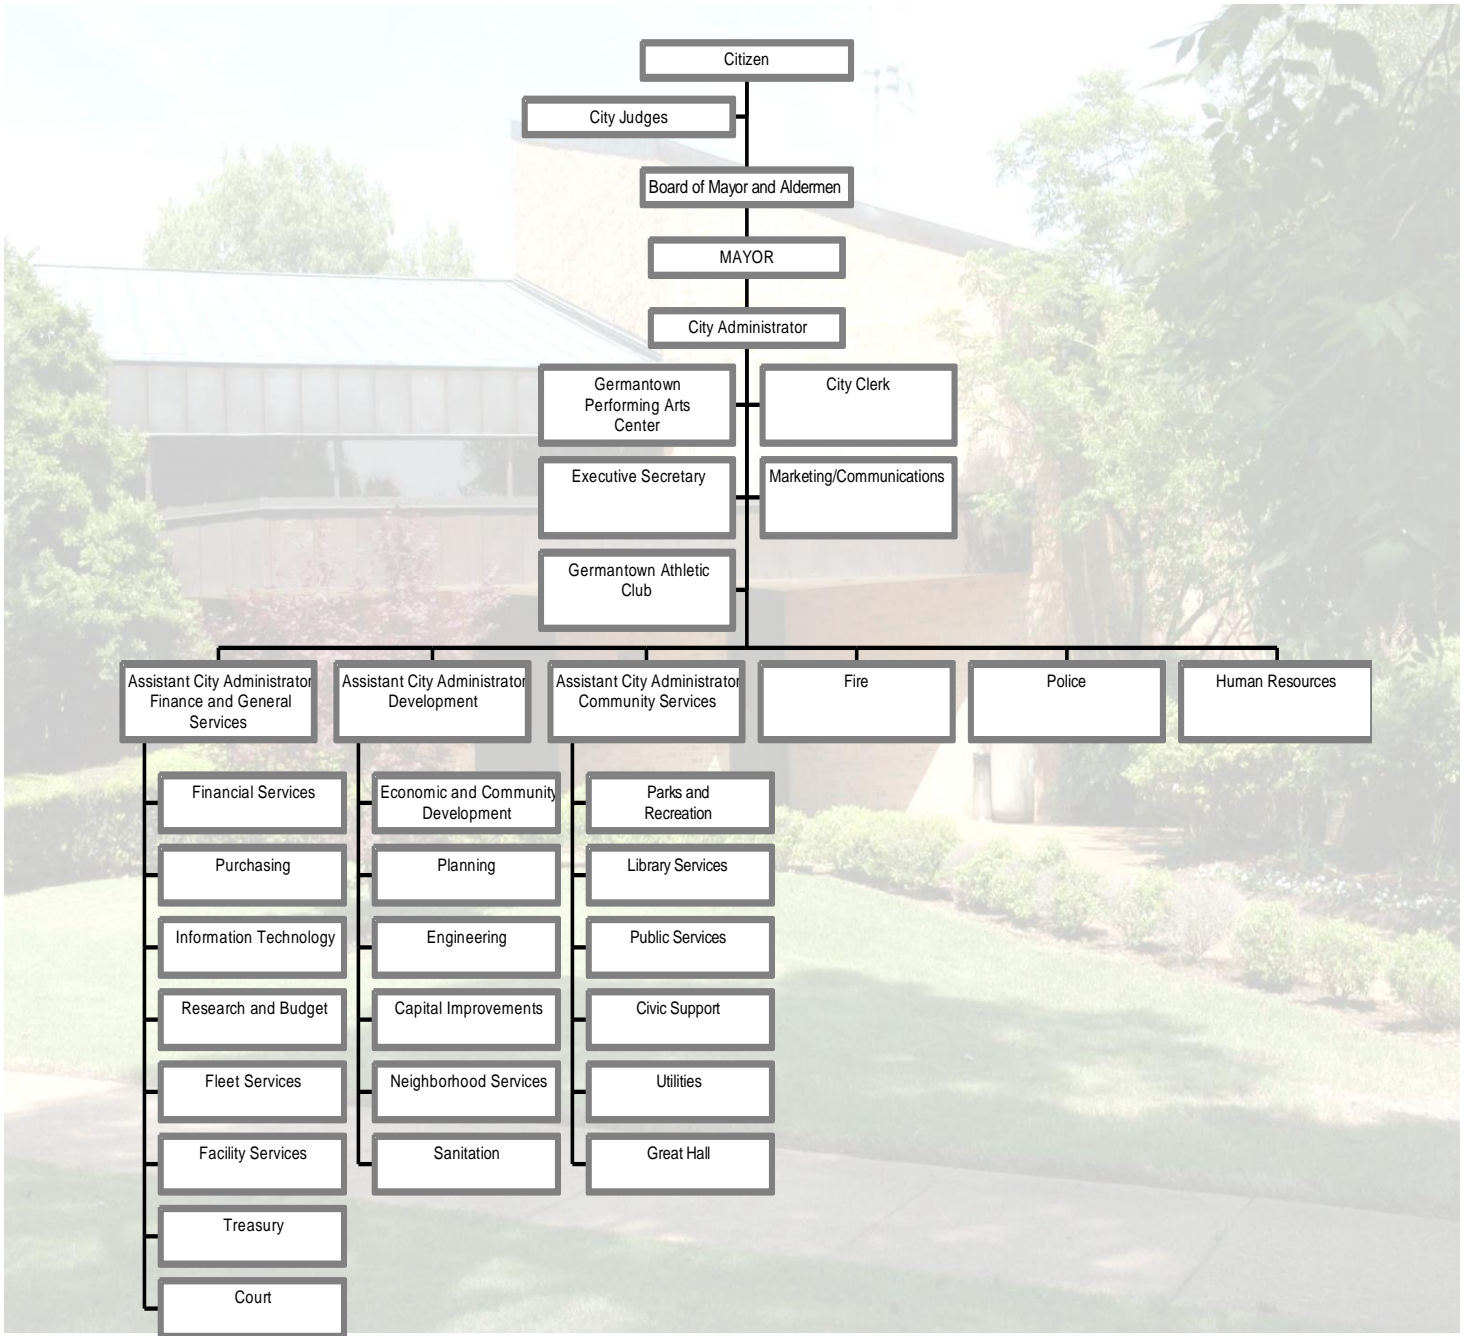 Citizen
City Judges
Board of Mayor and Aldermen
MAYOR
City Administrator
Germantown
Performing Arts
Center
City Clerk
Executive Secretary
Marketing/Communications
Germantown Athletic
Club
Assistant City Administrator
Finance and General
Services
Assistant City Administrator
Development
Assistant City Administrator
Community Services
Fire
Police
Human Resources
Financial Services
Purchasing
Information Technology
Research and Budget
Fleet Services
Facility Services
Treasury
Court
Economic and Community
Development
Planning
Engineering
Capital Improvements
Neighborhood Services
Sanitation
Parks and
Recreation
Library Services
Public Services
Civic Support
Utilities
Great Hall